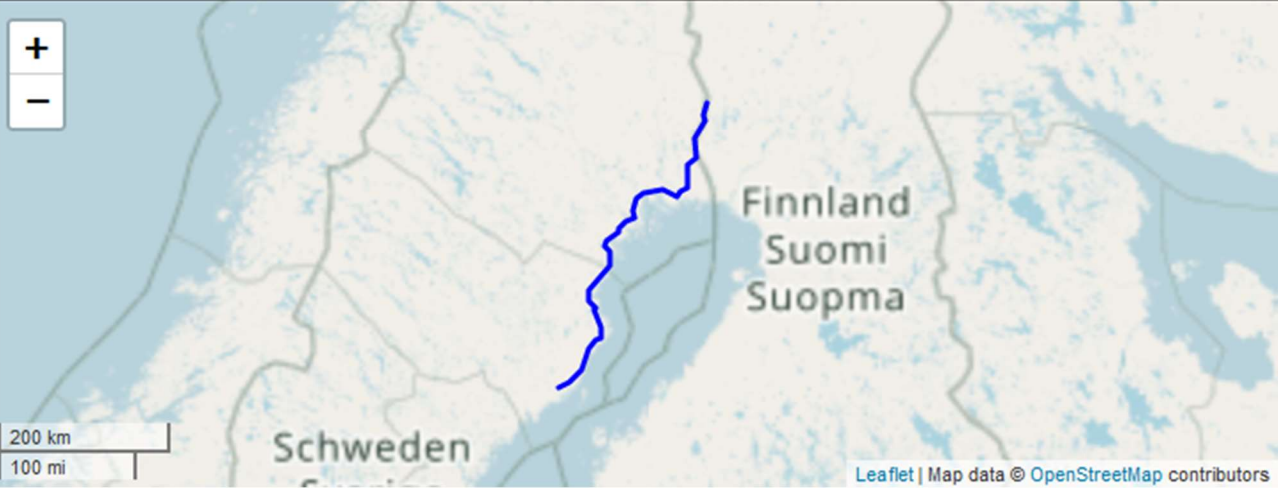 +
−
Finnland
Suomi
Suopma
Schweden
200 km
100 mi
Leaflet | Map data © OpenStreetMap contributors